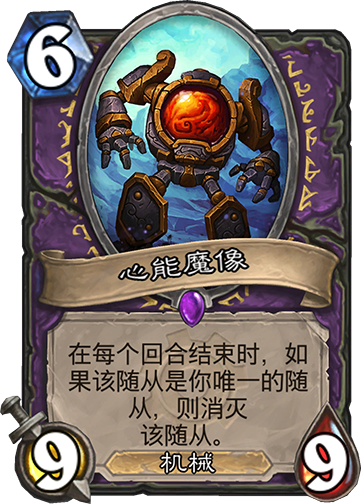 6
心能魔像
在每个回合结束时，如
果该随从是你唯一的随
从，则消灭
该随从。
9
机械
9